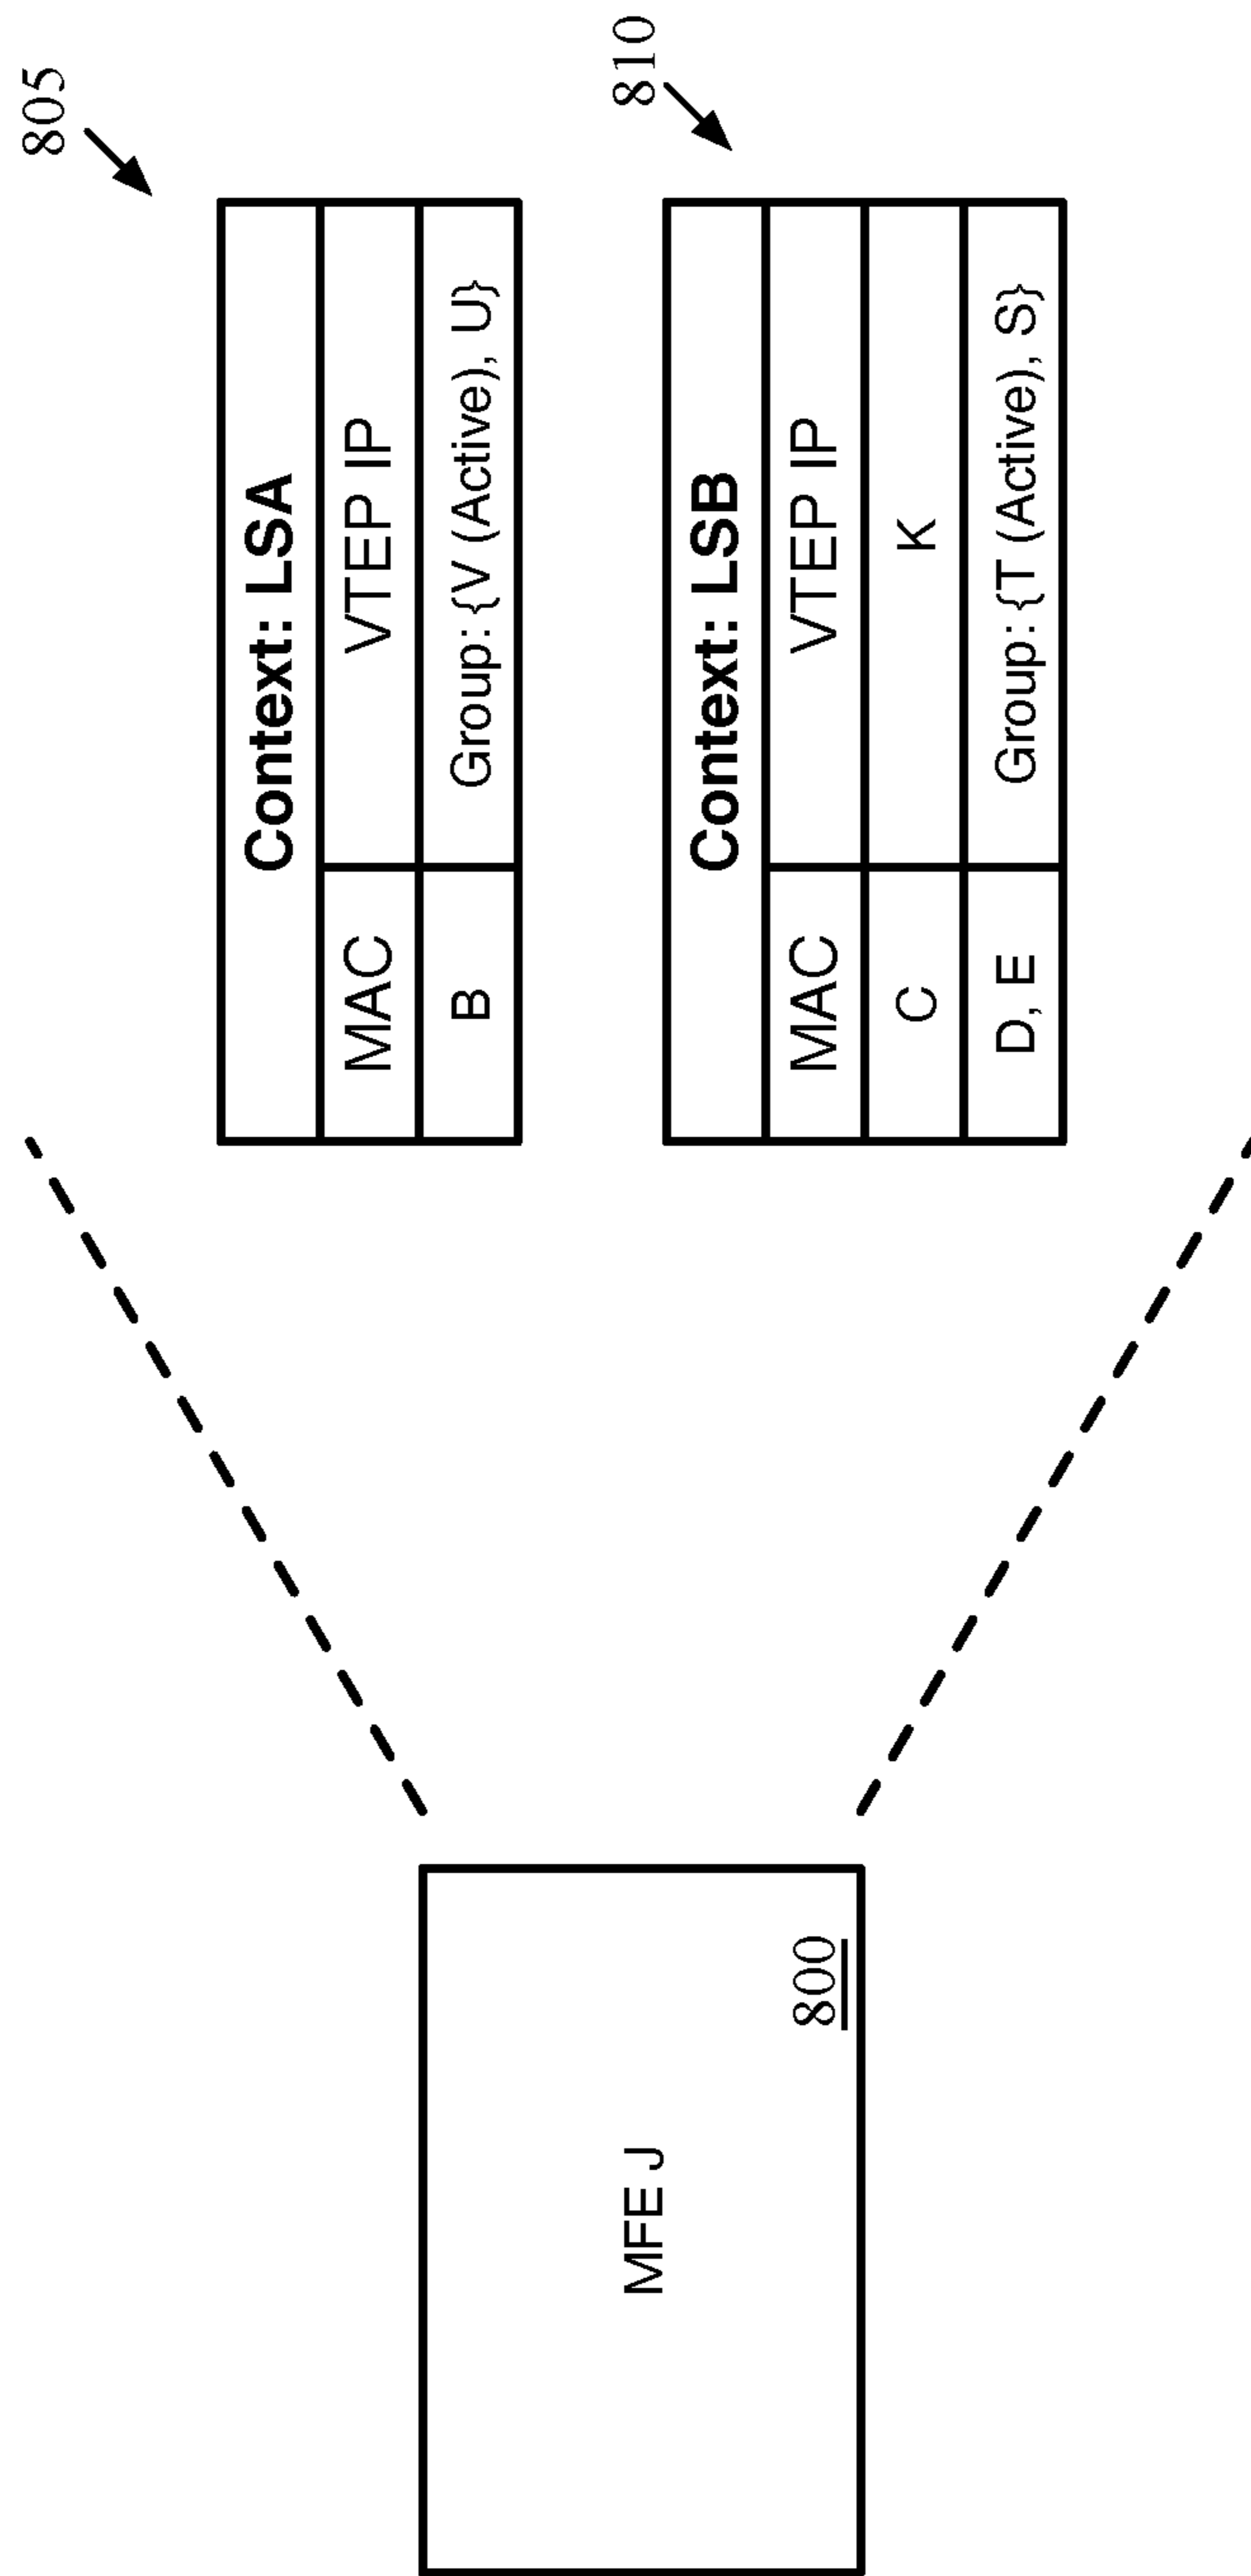 805
Context: LSA
MAC VTEP IP
B Group: {V (Active), U}
810
Context: LSB
MAC VTEP IP
C K
D, E Group: {T (Active), S}
MFE J
800